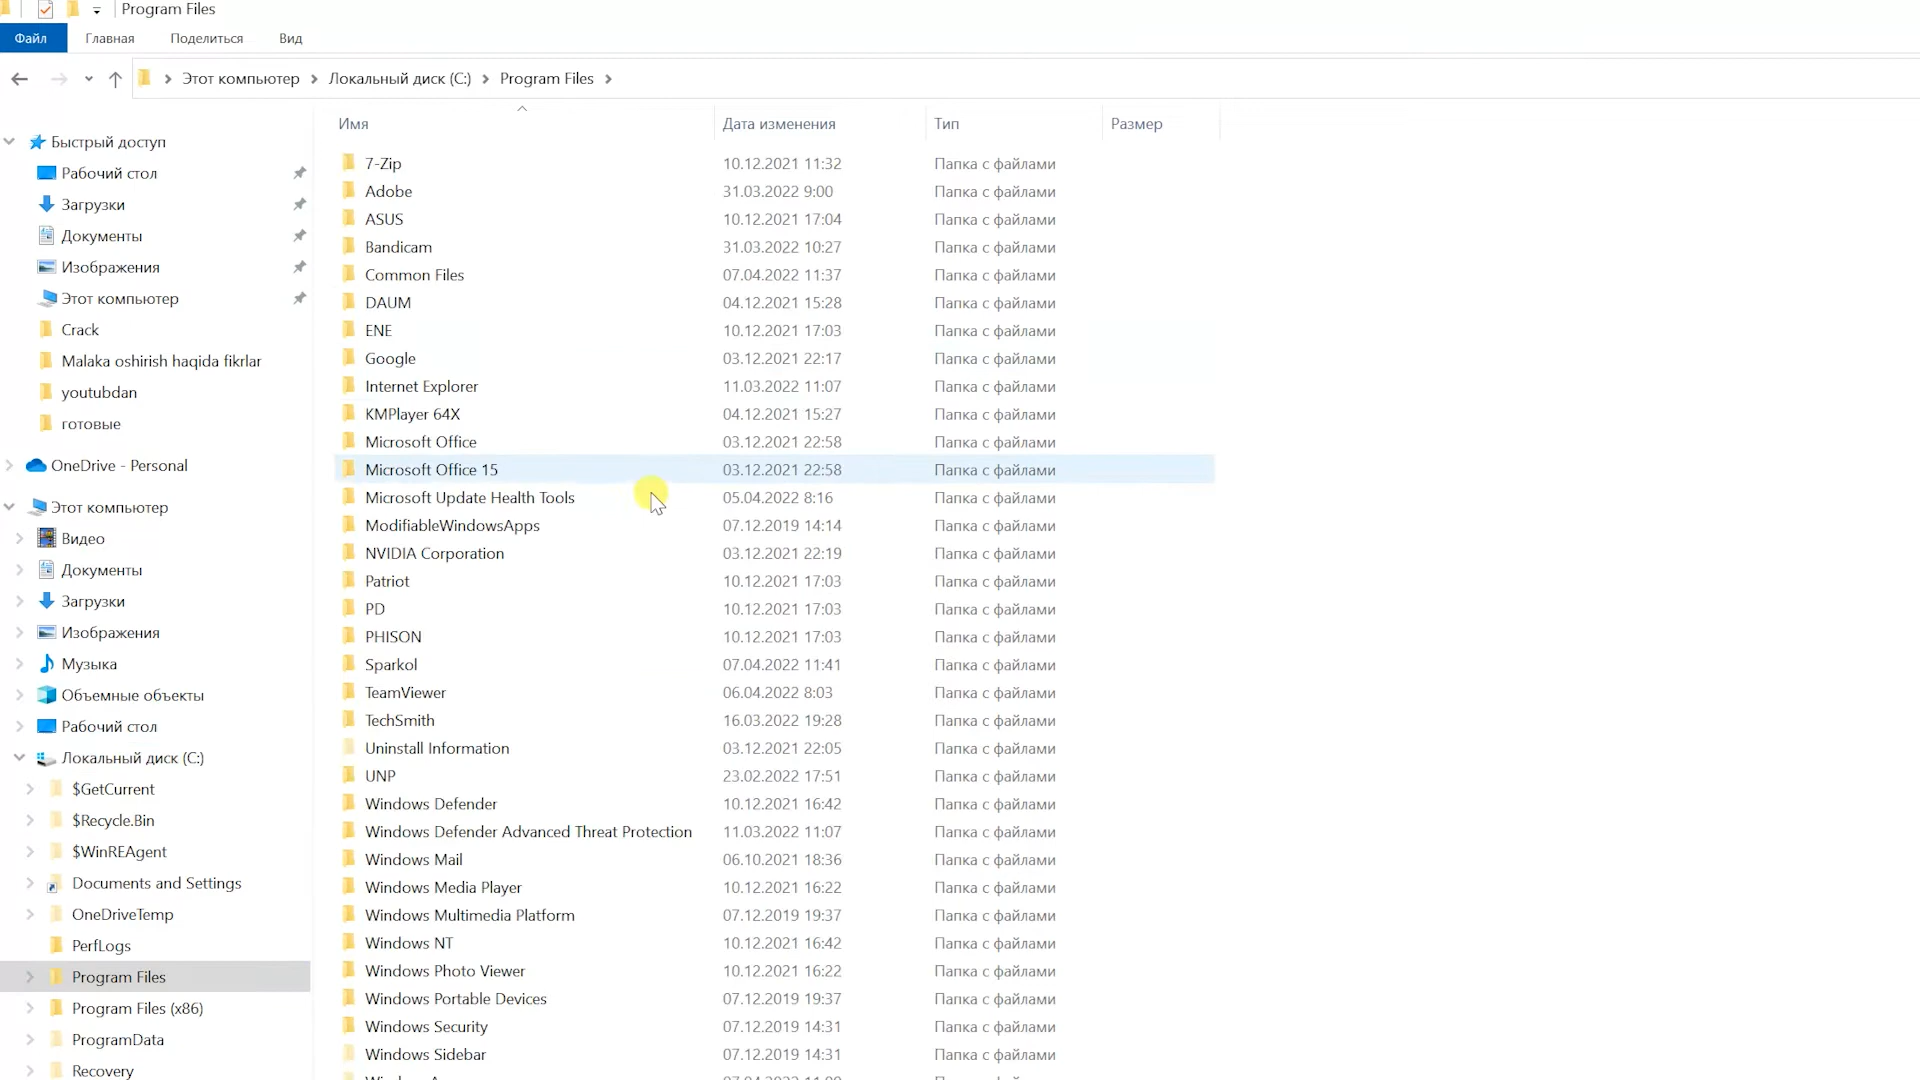 Program Files
Файл Главная Поделиться Вид
Этот компьютер Локальный диск (C:) Program Files
Имя Дата изменения Тип Размер
Быстрый доступ
Рабочий стол
Загрузки
Документы
Изображения
Этот компьютер
Crack
Malaka oshirish haqida fikrlar
youtubdan
готовые
OneDrive - Personal
Этот компьютер
Видео
Документы
Загрузки
Изображения
Музыка
Объемные объекты
Рабочий стол
Локальный диск (C:)
$GetCurrent
$Recycle.Bin
$WinREAgent
Documents and Settings
OneDriveTemp
PerfLogs
Program Files
Program Files (x86)
ProgramData
Recovery
7-Zip 10.12.2021 11:32 Папка с файлами
Adobe 31.03.2022 9:00 Папка с файлами
ASUS 10.12.2021 17:04 Папка с файлами
Bandicam 31.03.2022 10:27 Папка с файлами
Common Files 07.04.2022 11:37 Папка с файлами
DAUM 04.12.2021 15:28 Папка с файлами
ENE 10.12.2021 17:03 Папка с файлами
Google 03.12.2021 22:17 Папка с файлами
Internet Explorer 11.03.2022 11:07 Папка с файлами
KMPlayer 64X 04.12.2021 15:27 Папка с файлами
Microsoft Office 03.12.2021 22:58 Папка с файлами
Microsoft Office 15 03.12.2021 22:58 Папка с файлами
Microsoft Update Health Tools 05.04.2022 8:16 Папка с файлами
ModifiableWindowsApps 07.12.2019 14:14 Папка с файлами
NVIDIA Corporation 03.12.2021 22:19 Папка с файлами
Patriot 10.12.2021 17:03 Папка с файлами
PD 10.12.2021 17:03 Папка с файлами
PHISON 10.12.2021 17:03 Папка с файлами
Sparkol 07.04.2022 11:41 Папка с файлами
TeamViewer 06.04.2022 8:03 Папка с файлами
TechSmith 16.03.2022 19:28 Папка с файлами
Uninstall Information 03.12.2021 22:05 Папка с файлами
UNP 23.02.2022 17:51 Папка с файлами
Windows Defender 10.12.2021 16:42 Папка с файлами
Windows Defender Advanced Threat Protection 11.03.2022 11:07 Папка с файлами
Windows Mail 06.10.2021 18:36 Папка с файлами
Windows Media Player 10.12.2021 16:22 Папка с файлами
Windows Multimedia Platform 07.12.2019 19:37 Папка с файлами
Windows NT 10.12.2021 16:42 Папка с файлами
Windows Photo Viewer 10.12.2021 16:22 Папка с файлами
Windows Portable Devices 07.12.2019 19:37 Папка с файлами
Windows Security 07.12.2019 14:31 Папка с файлами
Windows Sidebar 07.12.2019 14:31 Папка с файлами